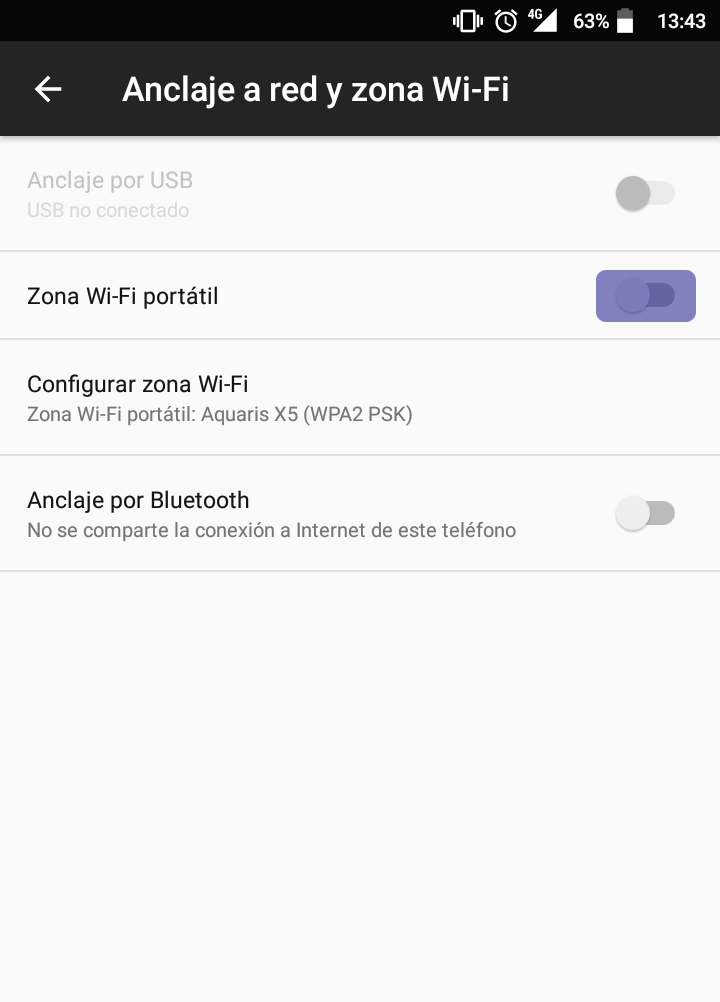 4G 63% 13:43
Anclaje a red y zona Wi-Fi
Anclaje por USB
USB no conectado
Zona Wi-Fi portátil
Configurar zona Wi-Fi
Zona Wi-Fi portátil: Aquaris X5 (WPA2 PSK)
Anclaje por Bluetooth
No se comparte la conexión a Internet de este teléfono